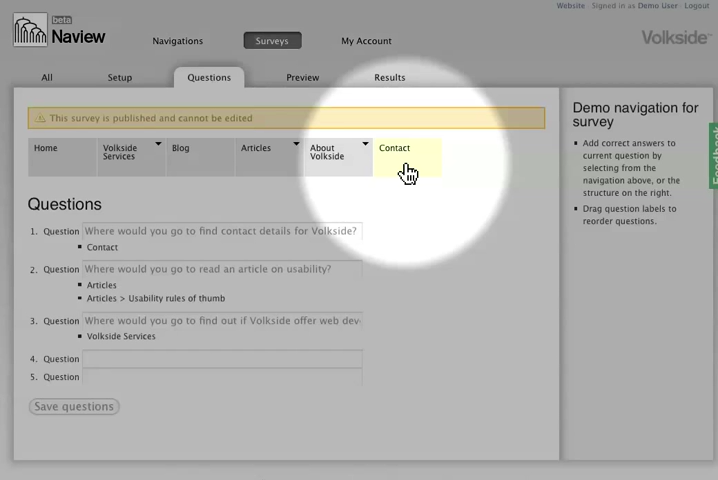 Website · Signed in as Demo User · Logout
beta
Naview
Navigations
Surveys
My Account
Volkside
All
Setup
Questions
Preview
Results
This survey is published and cannot be edited
Home
Volkside
Services
Blog
Articles
About
Volkside
Contact
Questions
1. Question Where would you go to find contact details for Volkside?
Contact
2. Question Where would you go to read an article on usability?
Articles
Articles > Usability rules of thumb
3. Question Where would you go to find out if Volkside offer web dev
Volkside Services
4. Question
5. Question
Save questions
Demo navigation for
survey
Add correct answers to
current question by
selecting from the
navigation above, or the
structure on the right.
Drag question labels to
reorder questions.
Feedback